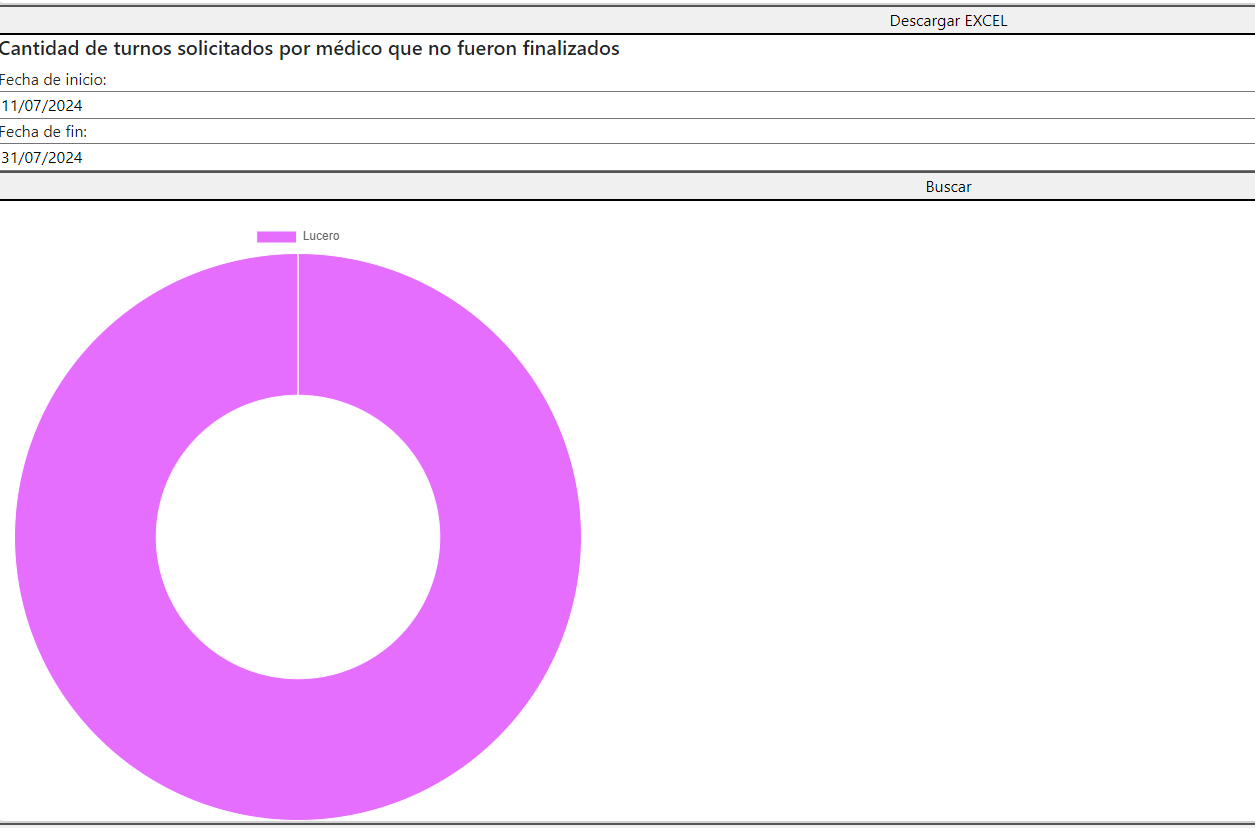 Descargar EXCEL
Cantidad de turnos solicitados por médico que no fueron finalizados
Fecha de inicio:
11/07/2024
Fecha de fin:
31/07/2024
Buscar
Lucero